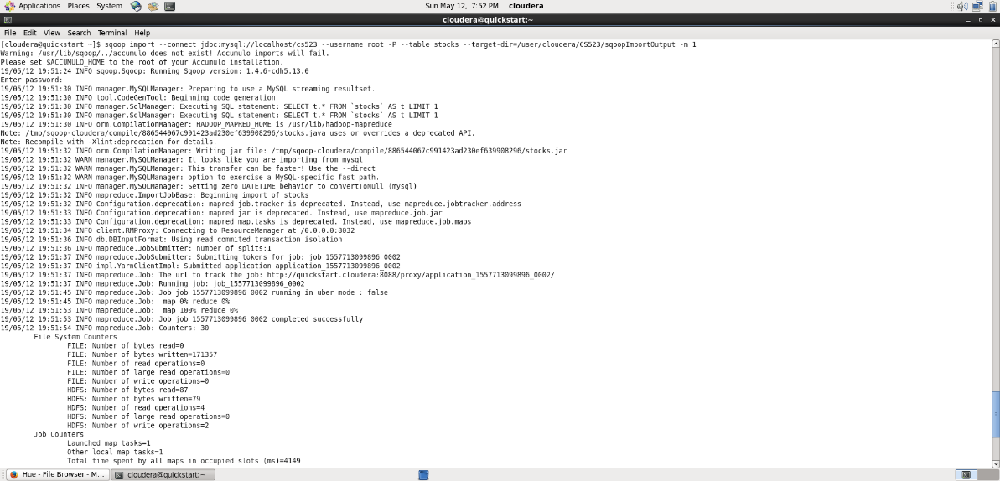 Applications Places System Sun May 12, 7:52 PM cloudera
cloudera@quickstart:~
File Edit View Search Terminal Help
[cloudera@quickstart ~]$ sqoop import --connect jdbc:mysql://localhost/cs523 --username root -P --table stocks --target-dir=/user/cloudera/CS523/sqoopImportOutput -m 1
Warning: /usr/lib/sqoop/../accumulo does not exist! Accumulo imports will fail.
Please set $ACCUMULO_HOME to the root of your Accumulo installation.
19/05/12 19:51:24 INFO sqoop.Sqoop: Running Sqoop version: 1.4.6-cdh5.13.0
Enter password:
19/05/12 19:51:30 INFO manager.MySQLManager: Preparing to use a MySQL streaming resultset.
19/05/12 19:51:30 INFO tool.CodeGenTool: Beginning code generation
19/05/12 19:51:30 INFO manager.SqlManager: Executing SQL statement: SELECT t.* FROM `stocks` AS t LIMIT 1
19/05/12 19:51:30 INFO manager.SqlManager: Executing SQL statement: SELECT t.* FROM `stocks` AS t LIMIT 1
19/05/12 19:51:30 INFO orm.CompilationManager: HADOOP_MAPRED_HOME is /usr/lib/hadoop-mapreduce
Note: /tmp/sqoop-cloudera/compile/886544067c991423ad230ef639908296/stocks.java uses or overrides a deprecated API.
Note: Recompile with -Xlint:deprecation for details.
19/05/12 19:51:32 INFO orm.CompilationManager: Writing jar file: /tmp/sqoop-cloudera/compile/886544067c991423ad230ef639908296/stocks.jar
19/05/12 19:51:32 WARN manager.MySQLManager: It looks like you are importing from mysql.
19/05/12 19:51:32 WARN manager.MySQLManager: This transfer can be faster! Use the --direct
19/05/12 19:51:32 WARN manager.MySQLManager: option to exercise a MySQL-specific fast path.
19/05/12 19:51:32 INFO manager.MySQLManager: Setting zero DATETIME behavior to convertToNull (mysql)
19/05/12 19:51:32 INFO mapreduce.ImportJobBase: Beginning import of stocks
19/05/12 19:51:32 INFO Configuration.deprecation: mapred.job.tracker is deprecated. Instead, use mapreduce.jobtracker.address
19/05/12 19:51:33 INFO Configuration.deprecation: mapred.jar is deprecated. Instead, use mapreduce.job.jar
19/05/12 19:51:33 INFO Configuration.deprecation: mapred.map.tasks is deprecated. Instead, use mapreduce.job.maps
19/05/12 19:51:34 INFO client.RMProxy: Connecting to ResourceManager at /0.0.0.0:8032
19/05/12 19:51:36 INFO db.DBInputFormat: Using read commited transaction isolation
19/05/12 19:51:36 INFO mapreduce.JobSubmitter: number of splits:1
19/05/12 19:51:37 INFO mapreduce.JobSubmitter: Submitting tokens for job: job_1557713099896_0002
19/05/12 19:51:37 INFO impl.YarnClientImpl: Submitted application application_1557713099896_0002
19/05/12 19:51:37 INFO mapreduce.Job: The url to track the job: http://quickstart.cloudera:8088/proxy/application_1557713099896_0002/
19/05/12 19:51:37 INFO mapreduce.Job: Running job: job_1557713099896_0002
19/05/12 19:51:45 INFO mapreduce.Job: Job job_1557713099896_0002 running in uber mode : false
19/05/12 19:51:45 INFO mapreduce.Job:  map 0% reduce 0%
19/05/12 19:51:53 INFO mapreduce.Job:  map 100% reduce 0%
19/05/12 19:51:53 INFO mapreduce.Job: Job job_1557713099896_0002 completed successfully
19/05/12 19:51:54 INFO mapreduce.Job: Counters: 30
File System Counters
FILE: Number of bytes read=0
FILE: Number of bytes written=171357
FILE: Number of read operations=0
FILE: Number of large read operations=0
FILE: Number of write operations=0
HDFS: Number of bytes read=87
HDFS: Number of bytes written=79
HDFS: Number of read operations=4
HDFS: Number of large read operations=0
HDFS: Number of write operations=2
Job Counters
Launched map tasks=1
Other local map tasks=1
Total time spent by all maps in occupied slots (ms)=4149
Hue - File Browser - M... cloudera@quickstart:~